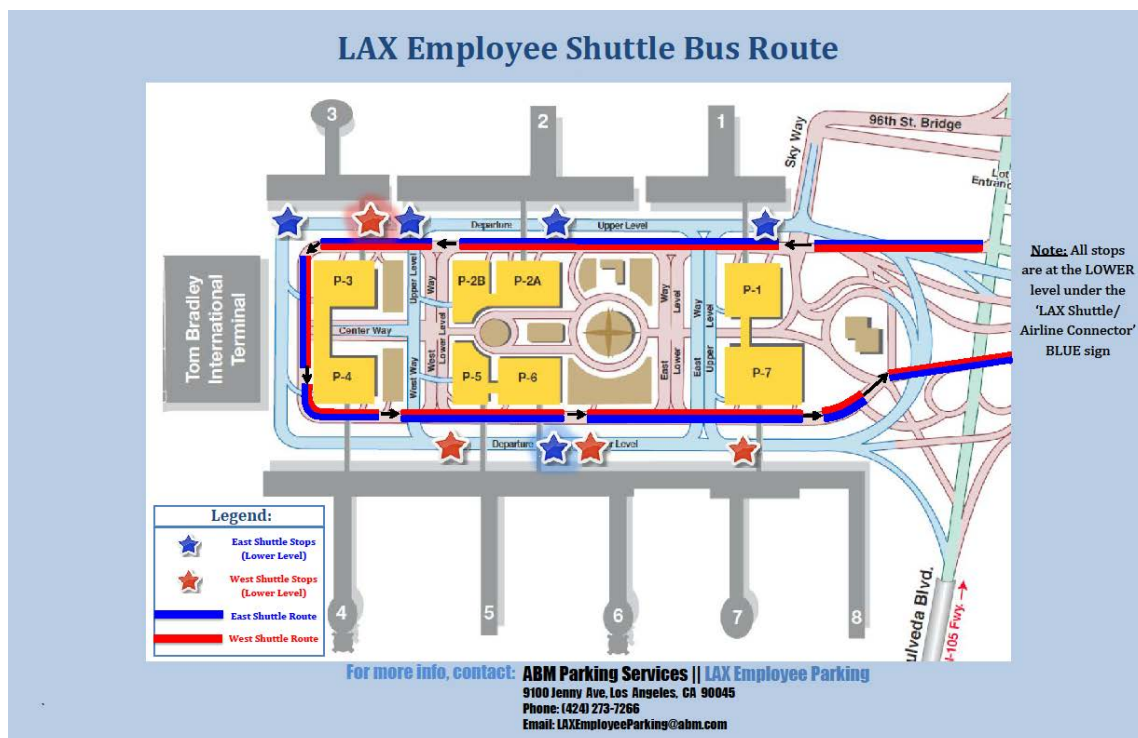 LAX Employee Shuttle Bus Route
3
2
1
Sky Way
96th St. Bridge
Lot
Entrance
Departure
Upper Level
Note: All stops
are at the LOWER
level under the
'LAX Shuttle/
Airline Connector'
BLUE sign
Tom Bradley
International
Terminal
P-3
Upper Level
Way
Lower Level
P-2B
P-2A
Way
Level
Way
Level
P-1
Center Way
P-4
West Way
West
P-5
P-6
East
Lower
East
Upper
P-7
Departure
Level
Legend:
East Shuttle Stops
(Lower Level)
West Shuttle Stops
(Lower Level)
East Shuttle Route
West Shuttle Route
4
5
6
7
8
ulveda Blvd.
I-105 Fwy.
For more info, contact: ABM Parking Services || LAX Employee Parking
9100 Jenny Ave, Los Angeles, CA 90045
Phone: (424) 273-7266
Email: LAXEmployeeParking@abm.com